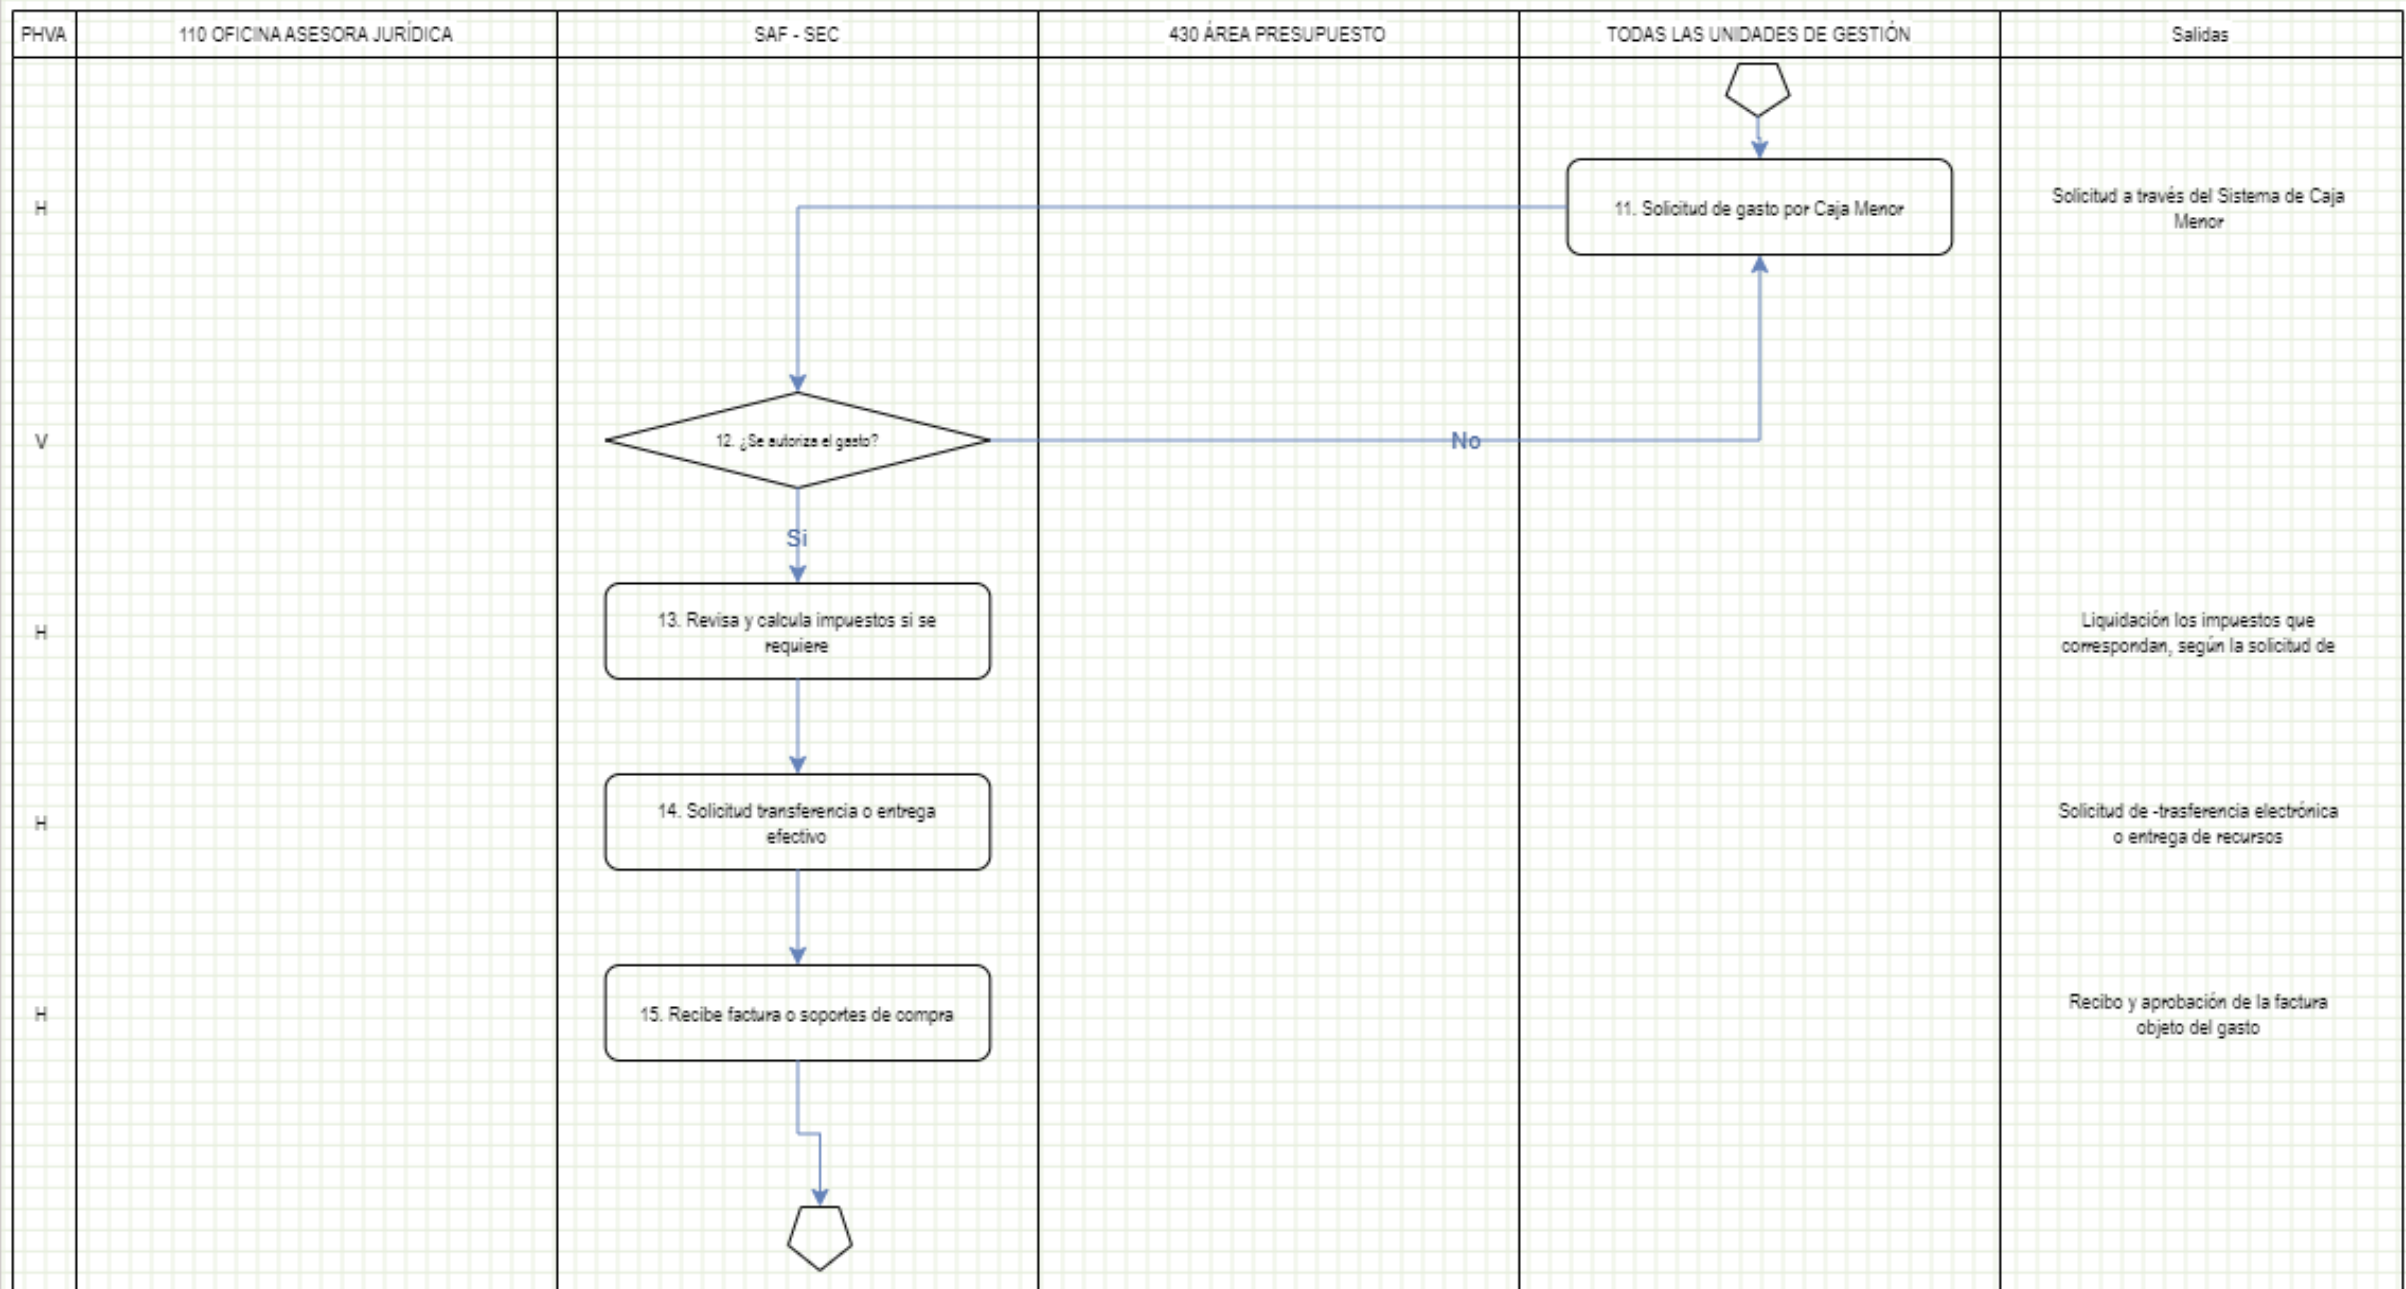 PHVA
110 OFICINA ASESORA JURÍDICA
SAF - SEC
430 ÁREA PRESUPUESTO
TODAS LAS UNIDADES DE GESTIÓN
Salidas
H
11. Solicitud de gasto por Caja Menor
Solicitud a través del Sistema de Caja
Menor
V
12. ¿Se autoriza el gasto?
No
Si
H
13. Revisa y calcula impuestos si se
requiere
Liquidación los impuestos que
correspondan, según la solicitud de
H
14. Solicitud transferencia o entrega
efectivo
Solicitud de -trasferencia electrónica
o entrega de recursos
H
15. Recibe factura o soportes de compra
Recibo y aprobación de la factura
objeto del gasto